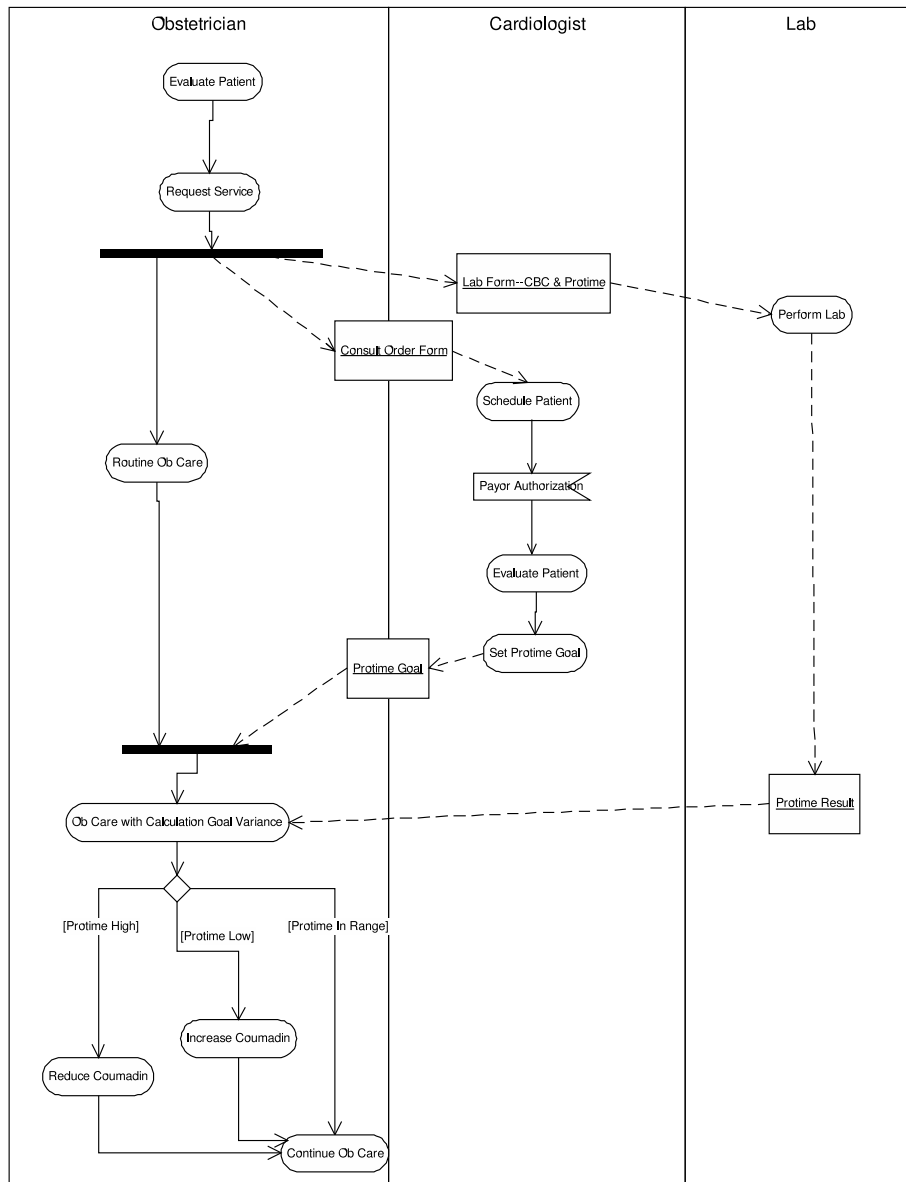 Obstetrician
Cardiologist
Lab
Evaluate Patient
Request Service
Lab Form--CBC & Protime
Perform Lab
Consult Order Form
Schedule Patient
Routine Ob Care
Payor Authorization
Evaluate Patient
Set Protime Goal
Protime Goal
Protime Result
Ob Care with Calculation Goal Variance
[Protime High]
[Protime Low]
[Protime In Range]
Increase Coumadin
Reduce Coumadin
Continue Ob Care